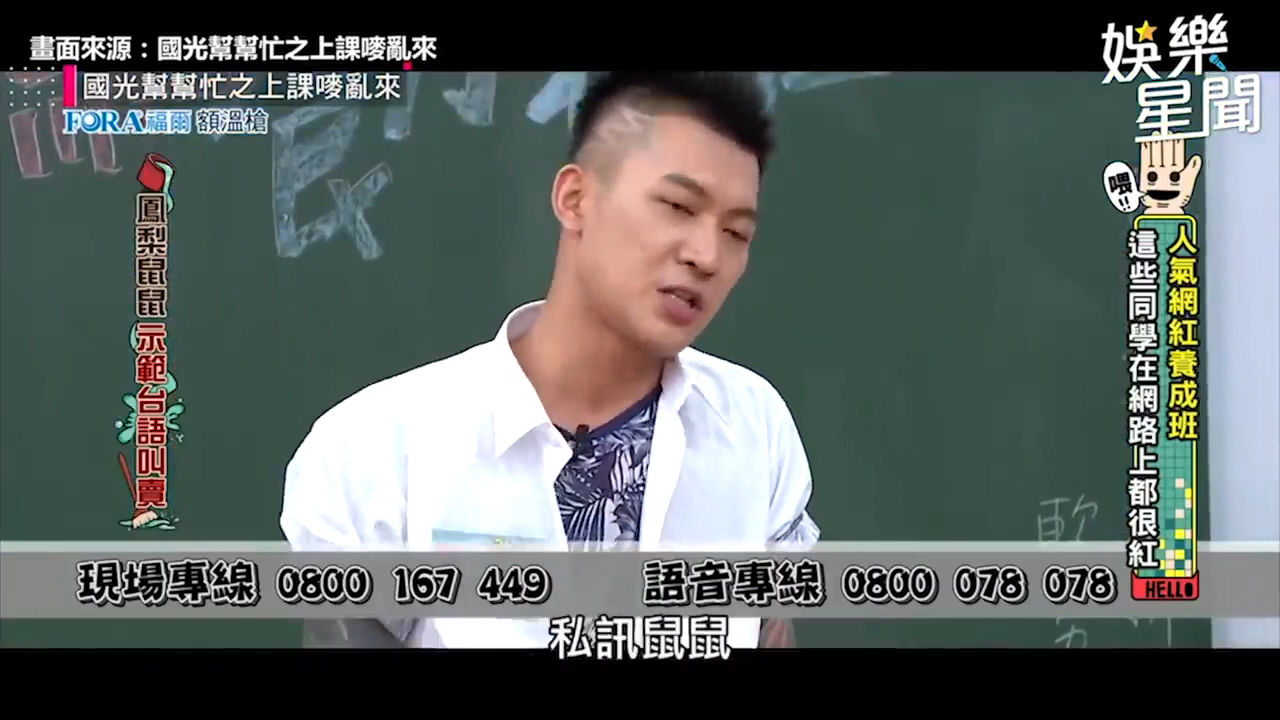 畫面來源：國光幫幫忙之上課嘜亂來
國光幫幫忙之上課嘜亂來
FORA福爾 額溫槍
娛樂星聞
喂!!
人氣網紅養成班
這些同學在網路上都很紅
HELLO
鳳梨鼠鼠 示範台語叫賣
現場專線 0800 167 449
語音專線 0800 078 078
私訊鼠鼠